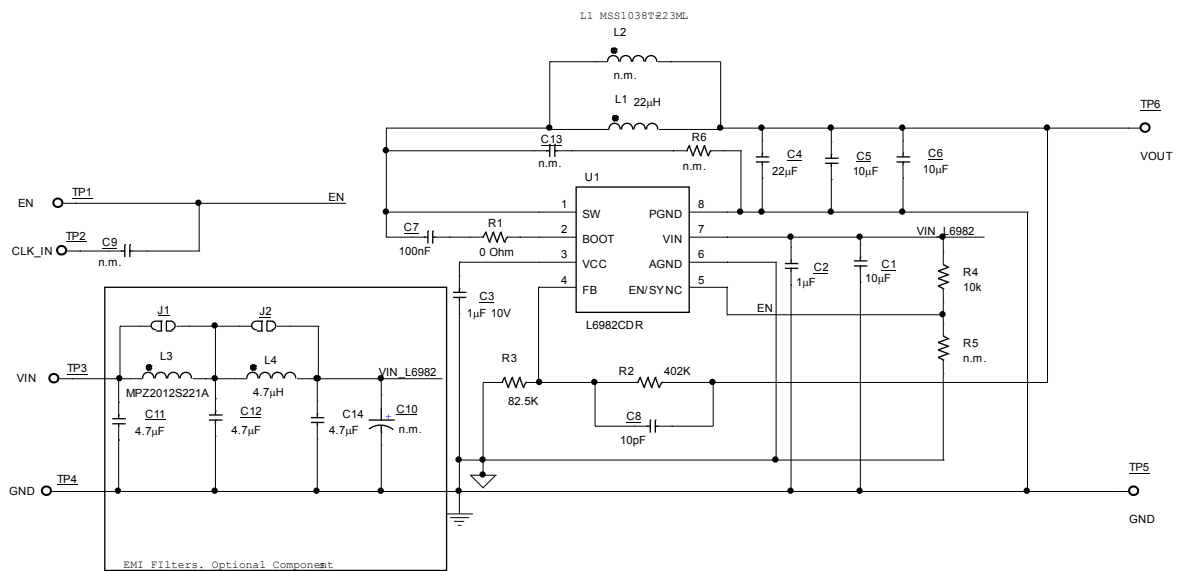 L1 MSS1038T-223ML
L2
n.m.
L1 22µH
TP6
VOUT
C13
n.m.
R6
n.m.
C4
22µF
C5
10µF
C6
10µF
U1
EN
TP1
EN
CLK_IN
TP2
C9
n.m.
C7
100nF
R1
0 Ohm
1
SW
PGND
8
2
BOOT
VIN
7
VIN_L6982
3
VCC
AGND
6
4
FB
EN/SYNC
5
L6982CDR
C3
1µF 10V
C2
1µF
C1
10µF
R4
10k
EN
R5
n.m.
J1
J2
VIN
TP3
L3
MPZ2012S221A
L4
4.7µH
VIN_L6982
C11
4.7µF
C12
4.7µF
C14
4.7µF
+
C10
n.m.
R3
82.5K
R2
402K
C8
10pF
GND
TP4
TP5
GND
EMI FIlters. Optional Component